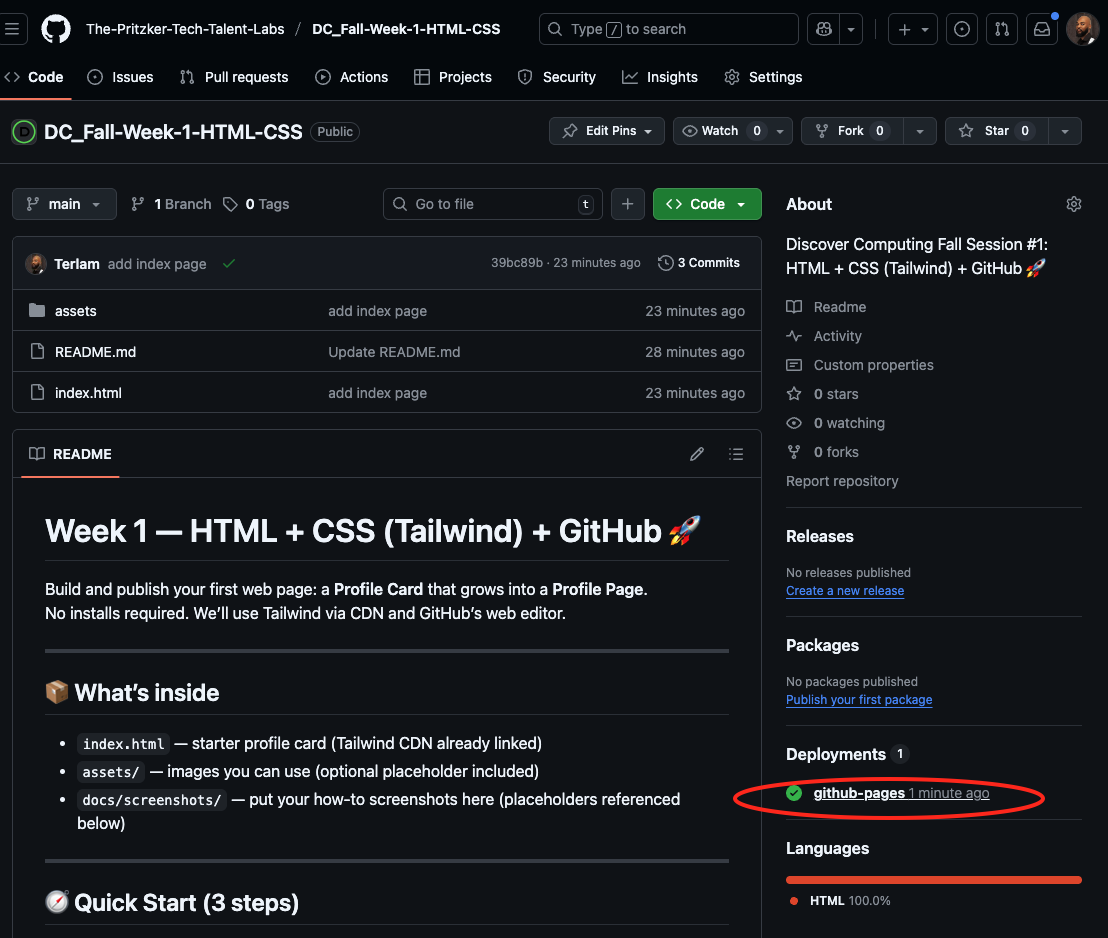 The-Pritzker-Tech-Talent-Labs / DC_Fall-Week-1-HTML-CSS
Type / to search
Code Issues Pull requests Actions Projects Security Insights Settings
D DC_Fall-Week-1-HTML-CSS Public
Edit Pins Watch 0 Fork 0 Star 0
main 1 Branch 0 Tags Go to file t + Code
Terlam add index page 39bc89b · 23 minutes ago 3 Commits
assets add index page 23 minutes ago
README.md Update README.md 28 minutes ago
index.html add index page 23 minutes ago
README
Week 1 — HTML + CSS (Tailwind) + GitHub 🚀
Build and publish your first web page: a Profile Card that grows into a Profile Page.
No installs required. We’ll use Tailwind via CDN and GitHub’s web editor.
📦 What’s inside
• index.html — starter profile card (Tailwind CDN already linked)
• assets/ — images you can use (optional placeholder included)
• docs/screenshots/ — put your how-to screenshots here (placeholders referenced
below)
🧭 Quick Start (3 steps)
About
Discover Computing Fall Session #1:
HTML + CSS (Tailwind) + GitHub 🚀
Readme
Activity
Custom properties
0 stars
0 watching
0 forks
Report repository
Releases
No releases published
Create a new release
Packages
No packages published
Publish your first package
Deployments 1
github-pages 1 minute ago
Languages
HTML 100.0%